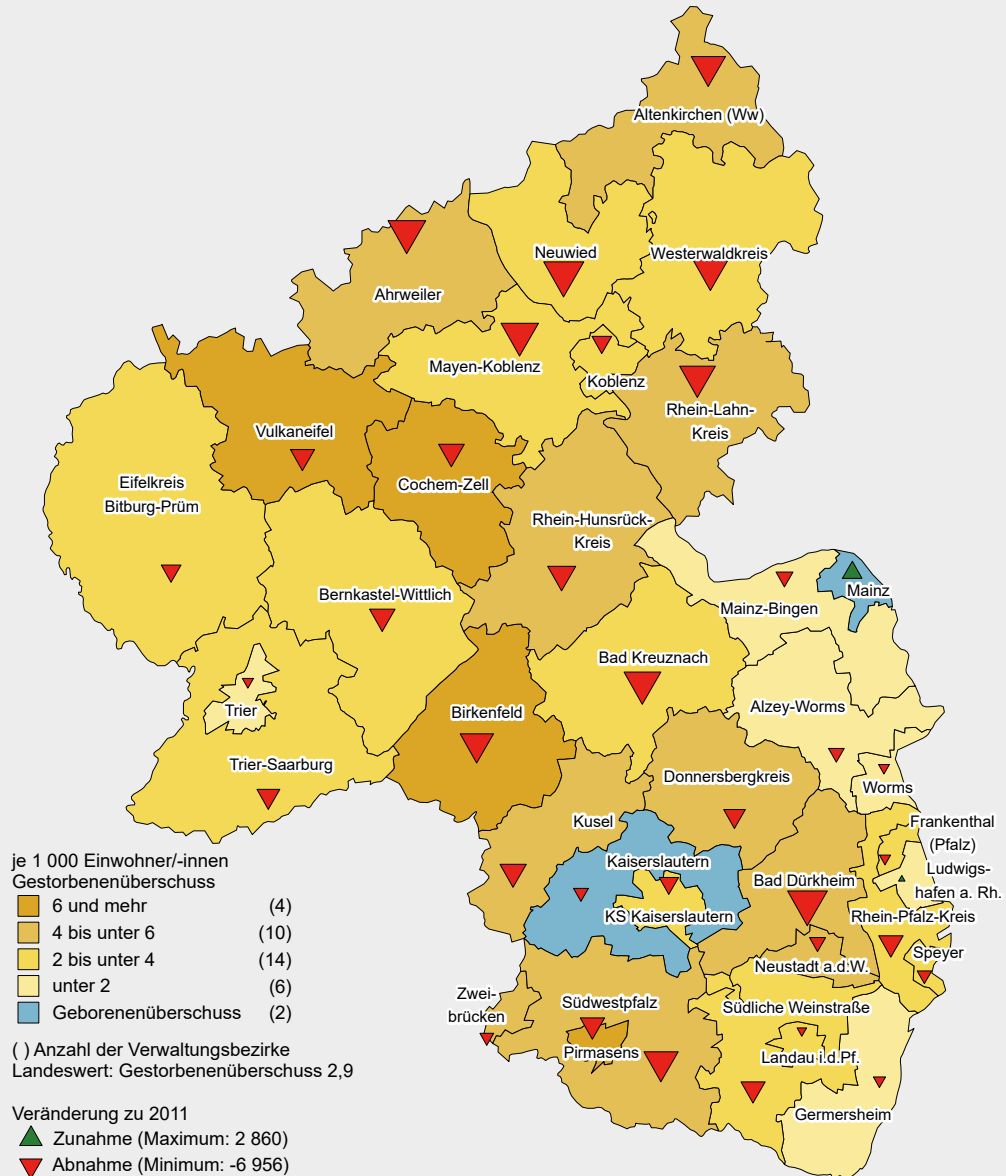 Altenkirchen (Ww)
Neuwied
Westerwaldkreis
Ahrweiler
Mayen-Koblenz
Koblenz
Rhein-Lahn-
Kreis
Vulkaneifel
Cochem-Zell
Eifelkreis
Bitburg-Prüm
Rhein-Hunsrück-
Kreis
Bernkastel-Wittlich
Mainz
Mainz-Bingen
Bad Kreuznach
Alzey-Worms
Trier
Birkenfeld
Trier-Saarburg
Donnersbergkreis
Worms
Kusel
Frankenthal
(Pfalz)
Ludwigs-
hafen a. Rh.
Kaiserslautern
Bad Dürkheim
KS Kaiserslautern
Rhein-Pfalz-Kreis
Speyer
Neustadt a.d.W.
Zwei-
brücken
Südwestpfalz
Südliche Weinstraße
Pirmasens
Landau i.d.Pf.
Germersheim
je 1 000 Einwohner/-innen
Gestorbenenüberschuss
6 und mehr (4)
4 bis unter 6 (10)
2 bis unter 4 (14)
unter 2 (6)
Geborenenüberschuss (2)
( ) Anzahl der Verwaltungsbezirke
Landeswert: Gestorbenenüberschuss 2,9
Veränderung zu 2011
Zunahme (Maximum: 2 860)
Abnahme (Minimum: -6 956)